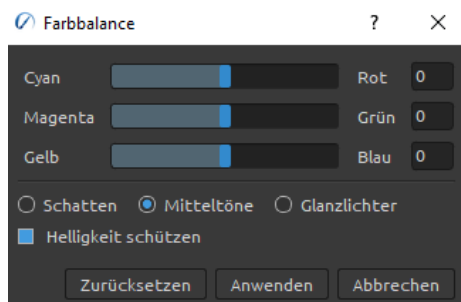 Farbbalance ?
Cyan Rot 0
Magenta Grün 0
Gelb Blau 0
Schatten Mitteltöne Glanzlichter
Helligkeit schützen
Zurücksetzen Anwenden Abbrechen